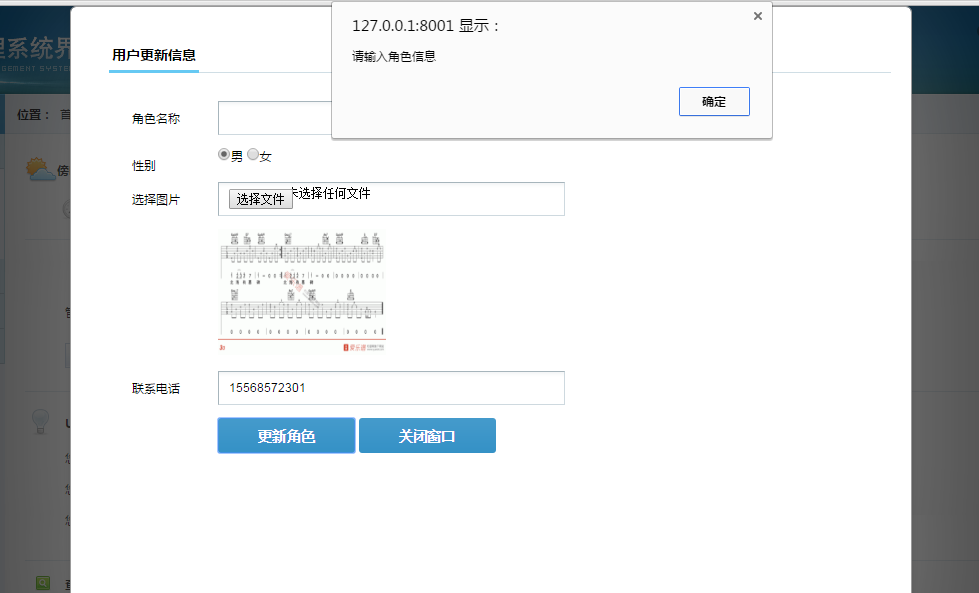 127.0.0.1:8001 显示：
请输入角色信息
确定
理系统界
GEMENT SYSTEM
用户更新信息
位置： 首
角色名称
性别
男 女
选择图片
选择文件 未选择任何文件
联系电话
15568572301
更新角色 关闭窗口